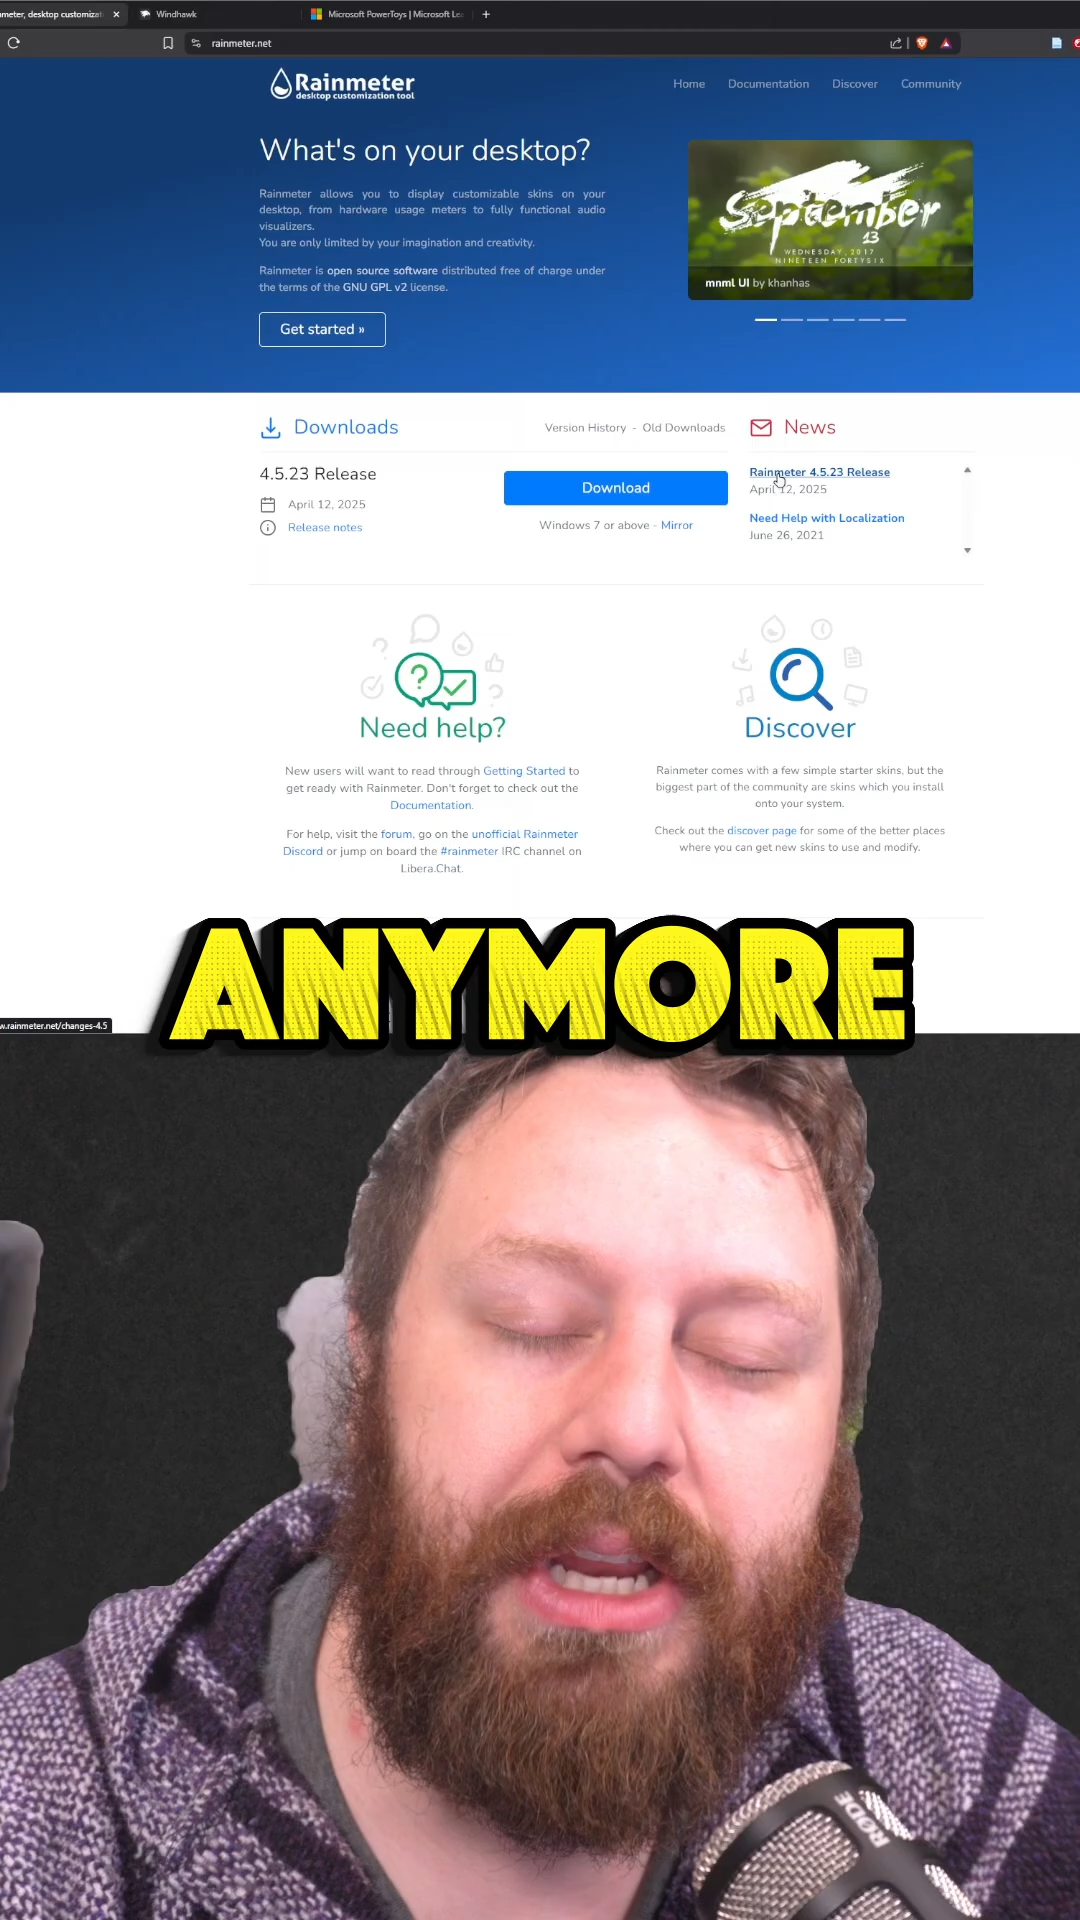 meter, desktop customizat
Windhawk
Microsoft PowerToys | Microsoft Lea
rainmeter.net
Rainmeter
desktop customization tool
Home
Documentation
Discover
Community
What's on your desktop?
Rainmeter allows you to display customizable skins on your
desktop, from hardware usage meters to fully functional audio
visualizers.
You are only limited by your imagination and creativity.
Rainmeter is open source software distributed free of charge under
the terms of the GNU GPL v2 license.
Get started »
September
13
WEDNESDAY, 2017
NINETEEN FORTYSIX
mnml UI by khanhas
Downloads
Version History - Old Downloads
4.5.23 Release
April 12, 2025
Release notes
Download
Windows 7 or above - Mirror
News
Rainmeter 4.5.23 Release
April 12, 2025
Need Help with Localization
June 26, 2021
Need help?
New users will want to read through Getting Started to
get ready with Rainmeter. Don't forget to check out the
Documentation.
For help, visit the forum, go on the unofficial Rainmeter
Discord or jump on board the #rainmeter IRC channel on
Libera.Chat.
Discover
Rainmeter comes with a few simple starter skins, but the
biggest part of the community are skins which you install
onto your system.
Check out the discover page for some of the better places
where you can get new skins to use and modify.
ANYMORE
w.rainmeter.net/changes-4.5
RODE